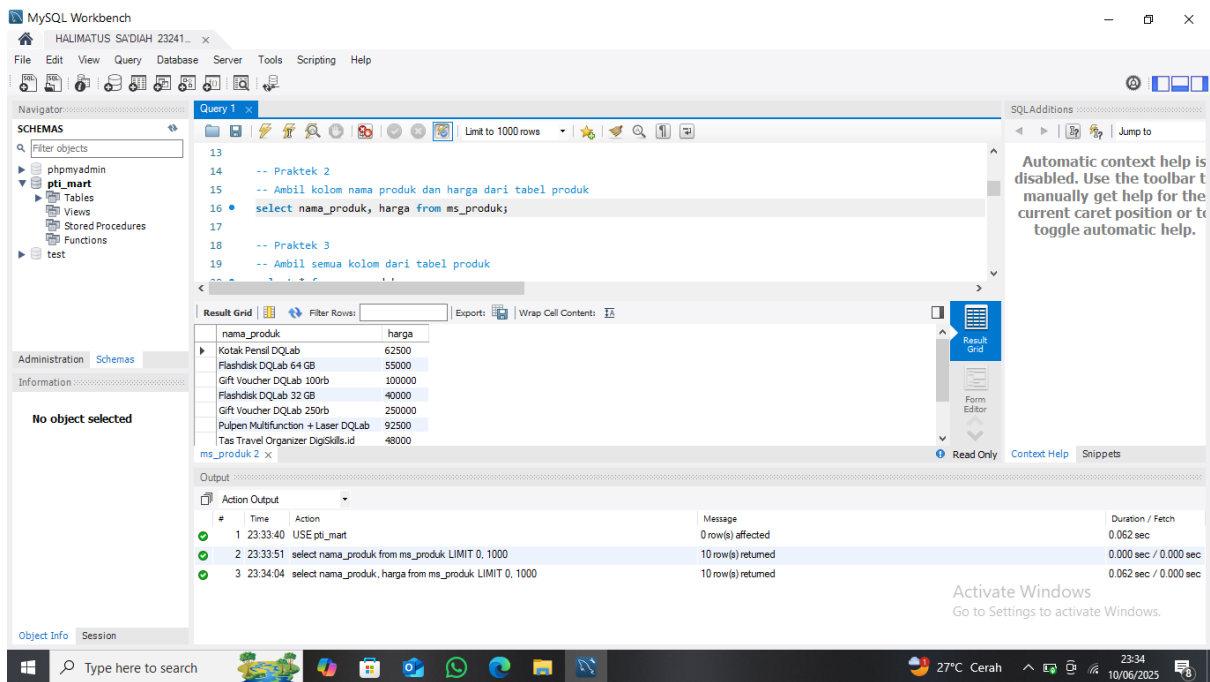 MySQL Workbench
HALIMATUS SA'DIAH 23241...
File Edit View Query Database Server Tools Scripting Help
Navigator
SCHEMAS
Filter objects
phpmyadmin
pti_mart
Tables
Views
Stored Procedures
Functions
test
Administration Schemas
Information
No object selected
Object Info Session
Query 1
Limit to 1000 rows
13
14 -- Praktek 2
15 -- Ambil kolom nama produk dan harga dari tabel produk
16 select nama_produk, harga from ms_produk;
17
18 -- Praktek 3
19 -- Ambil semua kolom dari tabel produk
Result Grid Filter Rows: Export: Wrap Cell Content:
nama_produk harga
Kotak Pensil DQLab 62500
Flashdisk DQLab 64 GB 55000
Gift Voucher DQLab 100rb 100000
Flashdisk DQLab 32 GB 40000
Gift Voucher DQLab 250rb 250000
Pulpen Multifunction + Laser DQLab 92500
Tas Travel Organizer DigiSkills.id 48000
Result
Grid
Form
Editor
ms_produk 2
Read Only
SQLAdditions
Jump to
Automatic context help is
disabled. Use the toolbar t
manually get help for the
current caret position or to
toggle automatic help.
Context Help Snippets
Output
Action Output
# Time Action Message Duration / Fetch
1 23:33:40 USE pti_mart 0 row(s) affected 0.062 sec
2 23:33:51 select nama_produk from ms_produk LIMIT 0, 1000 10 row(s) returned 0.000 sec / 0.000 sec
3 23:34:04 select nama_produk, harga from ms_produk LIMIT 0, 1000 10 row(s) returned 0.062 sec / 0.000 sec
Activate Windows
Go to Settings to activate Windows.
Type here to search
27°C Cerah
23:34
10/06/2025
8